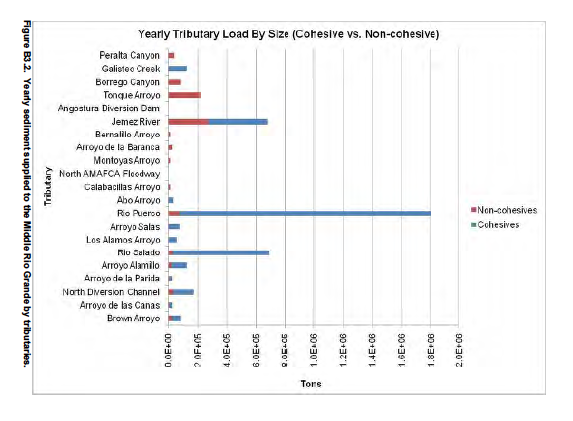 Yearly Tributary Load By Size (Cohesive vs. Non-cohesive)
Tributary
Peralta Canyon
Galisteo Creek
Borrego Canyon
Tonque Arroyo
Angostura Diversion Dam
Jemez River
Bernalillo Arroyo
Arroyo de la Baranca
Montoyas Arroyo
North AMAFCA Floodway
Calabacillas Arroyo
Abo Arroyo
Rio Puerco
Arroyo Salas
Los Alamos Arroyo
Rio Salado
Arroyo Alamillo
Arroyo de la Parida
North Diversion Channel
Arroyo de las Canas
Brown Arroyo
0.0E+00
2.0E+05
4.0E+05
6.0E+05
8.0E+05
1.0E+06
1.2E+06
1.4E+06
1.6E+06
1.8E+06
2.0E+06
Tons
Non-cohesives
Cohesives
Figure B3.2. Yearly sediment supplied to the Middle Rio Grande by tributaries.